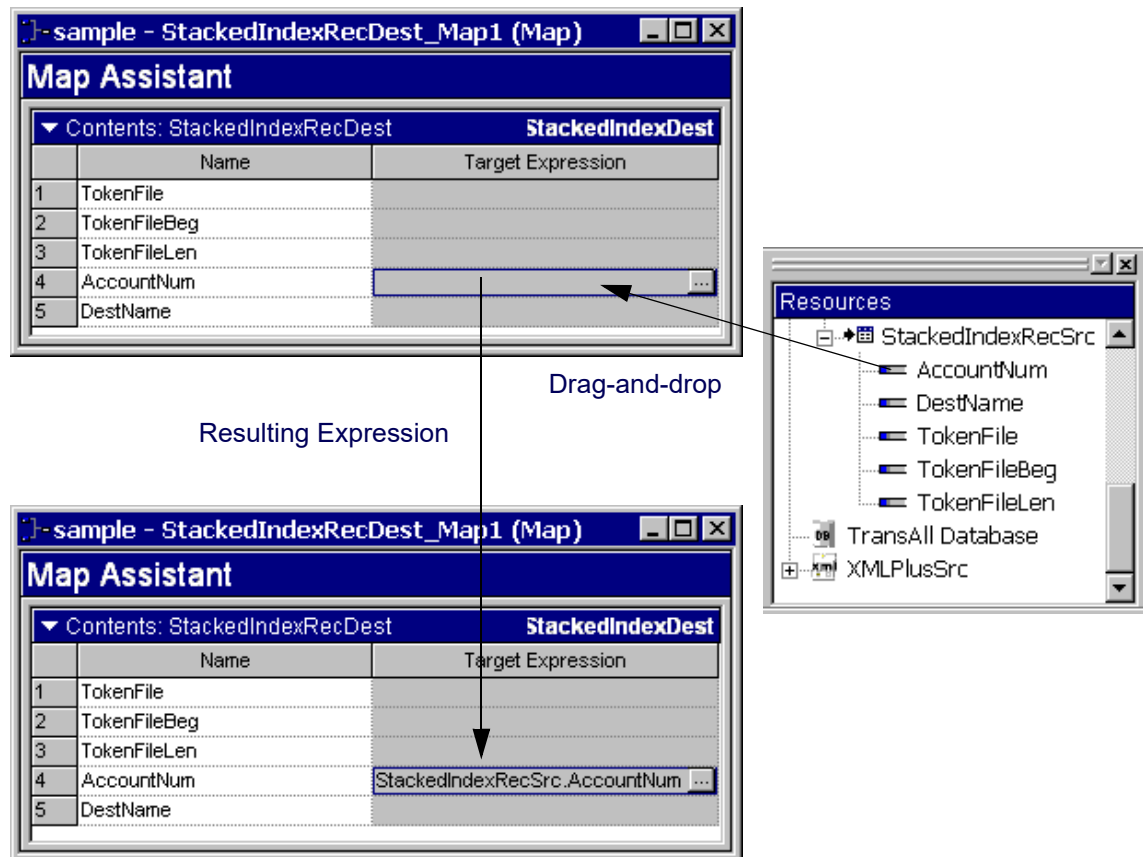 sample - StackedIndexRecDest_Map1 (Map)
Map Assistant
Contents: StackedIndexRecDest StackedIndexDest
Name Target Expression
1 TokenFile
2 TokenFileBeg
3 TokenFileLen
4 AccountNum ...
5 DestName
Resources
StackedIndexRecSrc
AccountNum
DestName
TokenFile
TokenFileBeg
TokenFileLen
DB TransAll Database
xml XMLPlusSrc
Drag-and-drop
Resulting Expression
sample - StackedIndexRecDest_Map1 (Map)
Map Assistant
Contents: StackedIndexRecDest StackedIndexDest
Name Target Expression
1 TokenFile
2 TokenFileBeg
3 TokenFileLen
4 AccountNum StackedIndexRecSrc.AccountNum ...
5 DestName